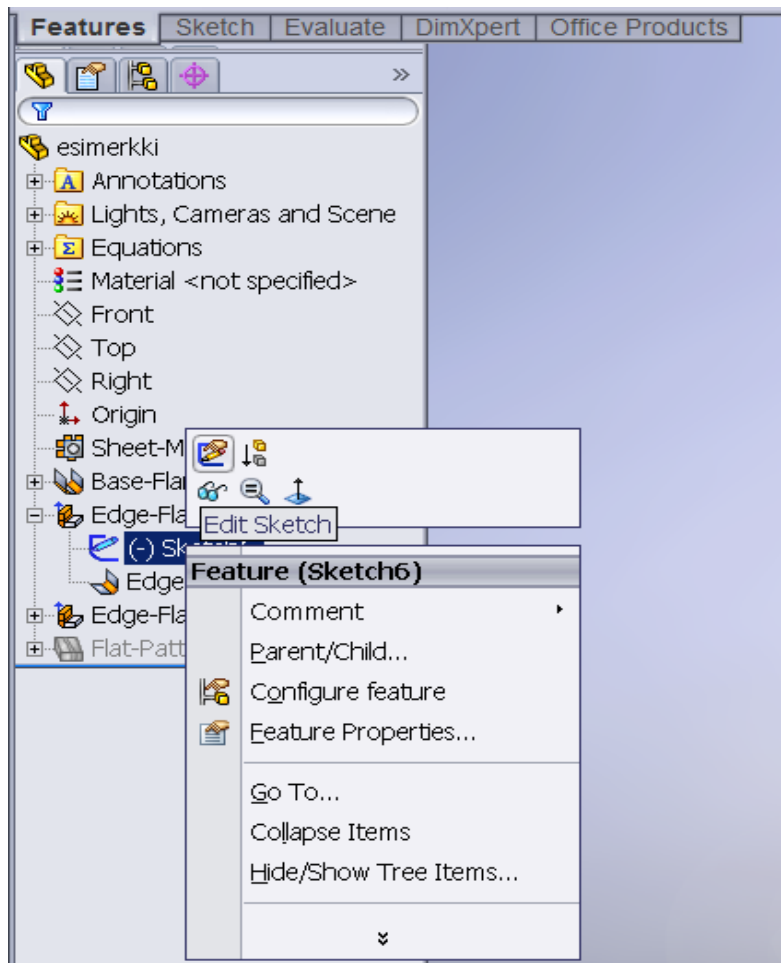 Features Sketch Evaluate DimXpert Office Products
esimerkki
Annotations
Lights, Cameras and Scene
Equations
Material <not specified>
Front
Top
Right
Origin
Sheet-M
Base-Fla
Edge-Fla
Edit Sketch
(-) Sk
Edge
Edge-Fla
Flat-Patt
Feature (Sketch6)
Comment
Parent/Child...
Configure feature
Feature Properties...
Go To...
Collapse Items
Hide/Show Tree Items...